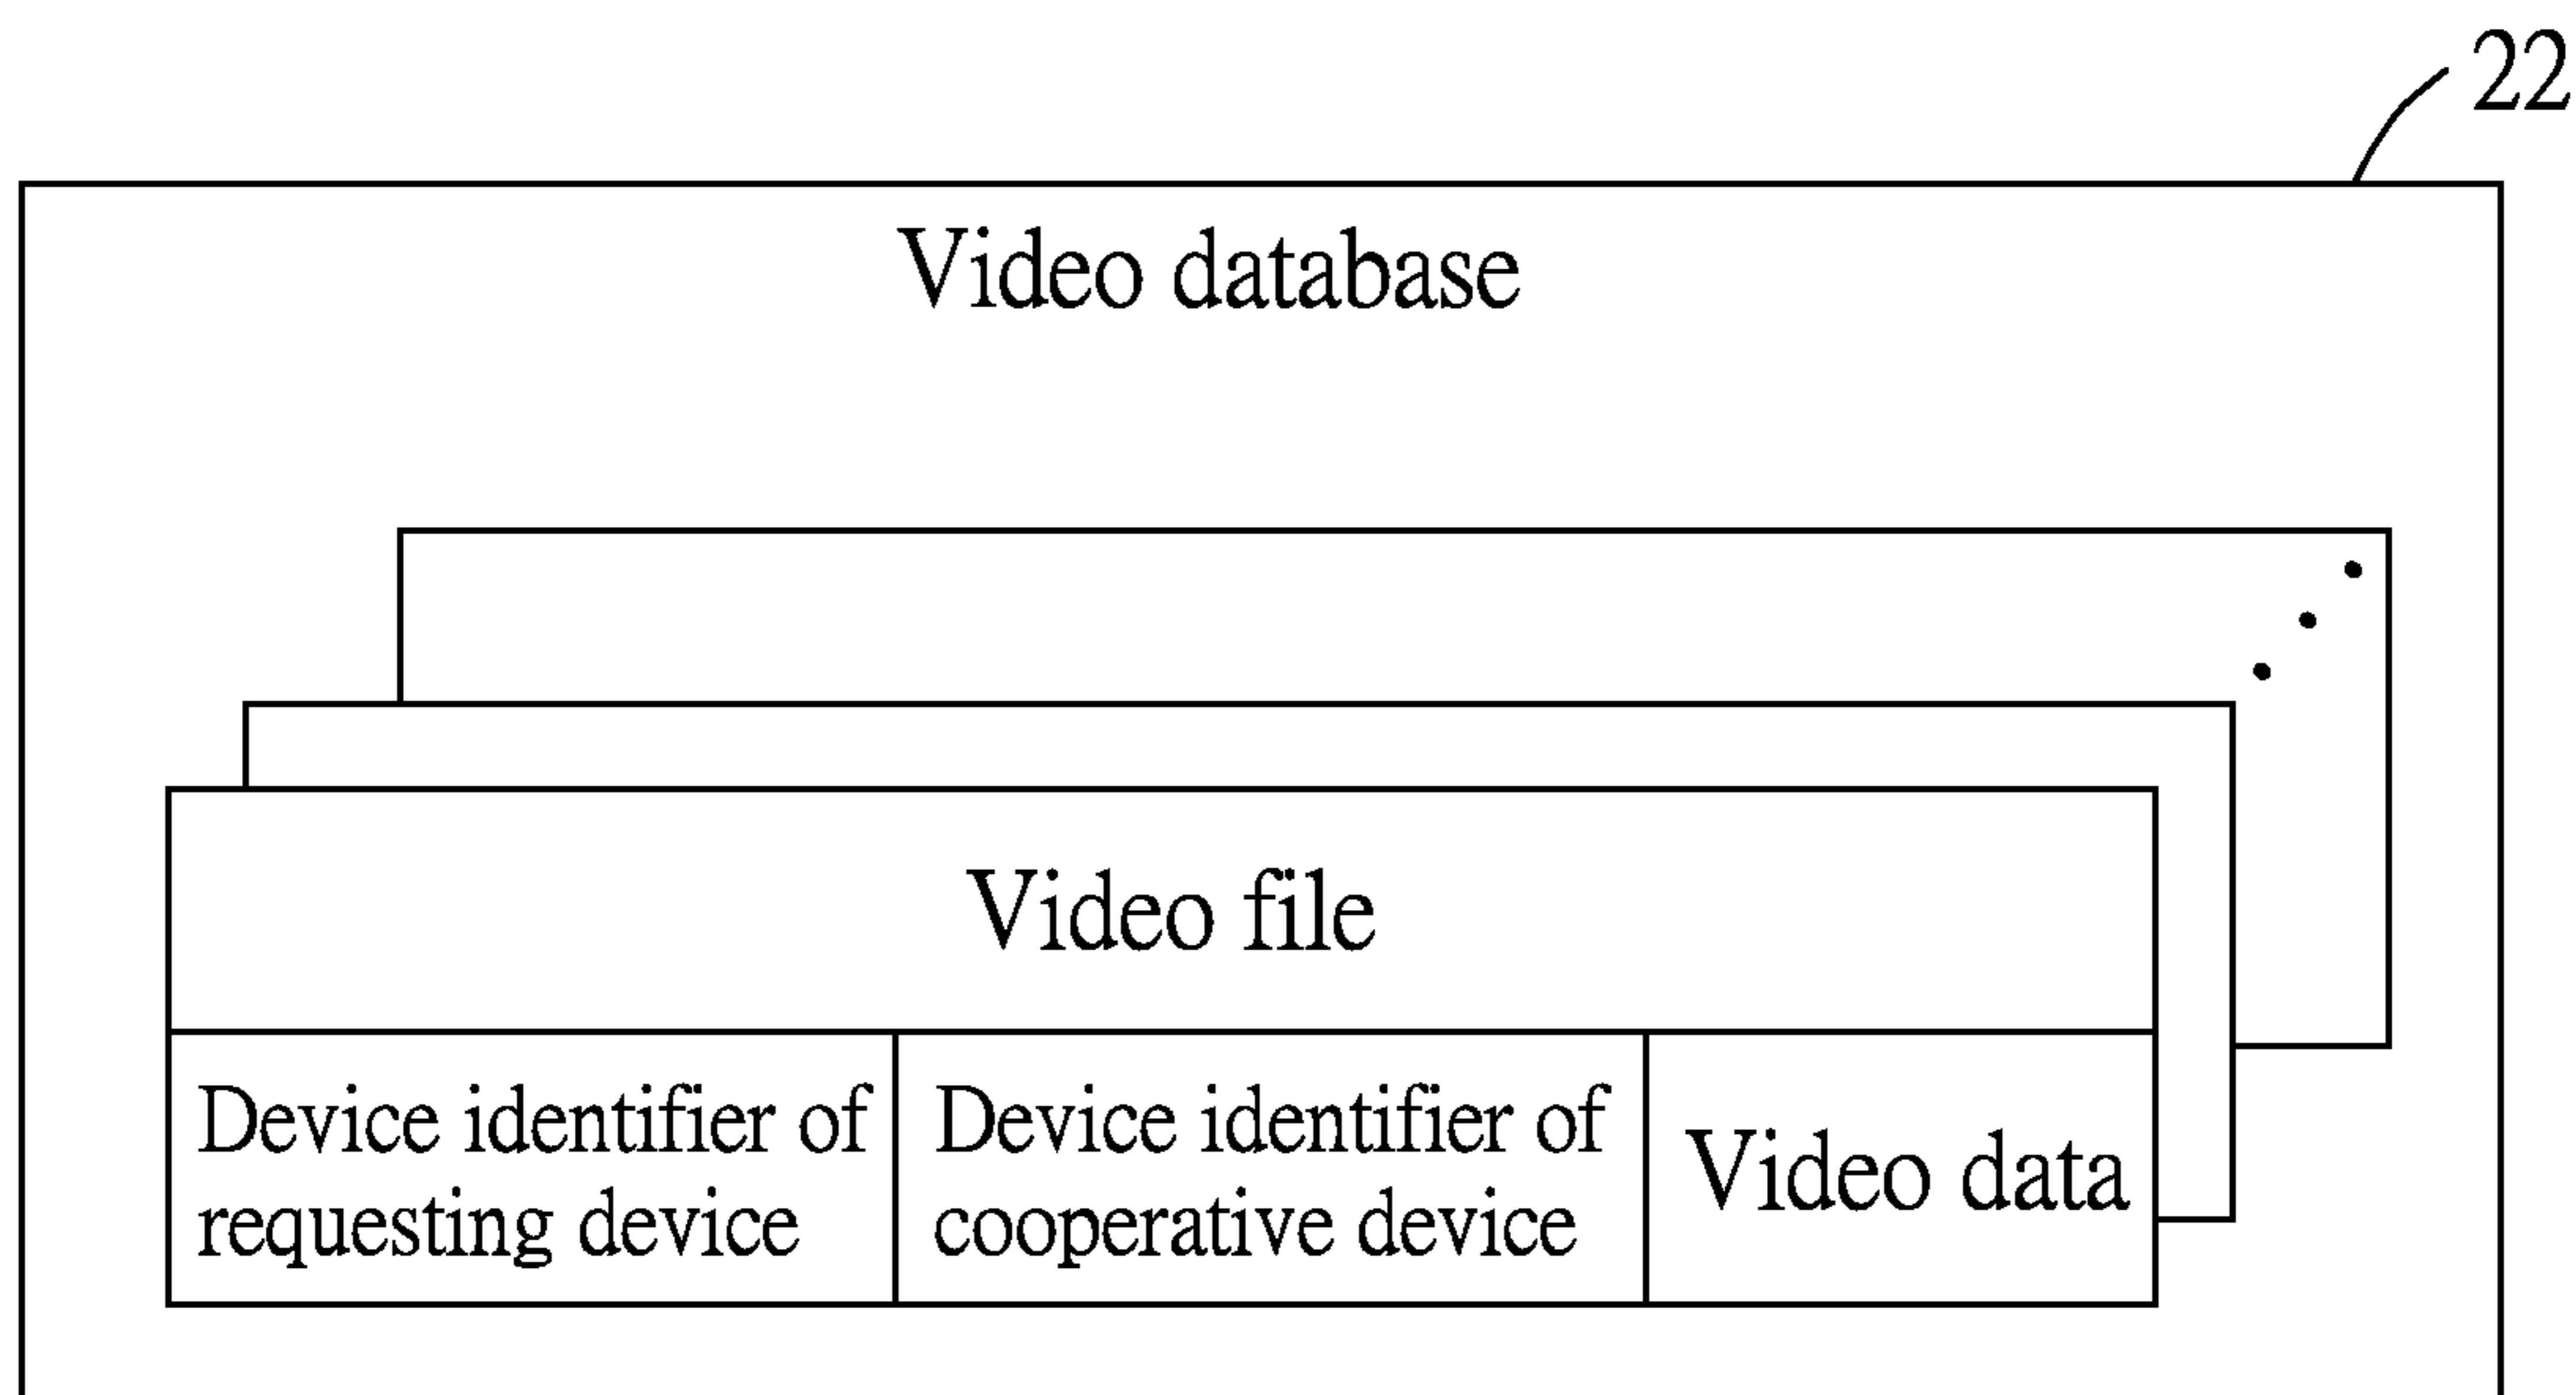 22
Video database
Video file
Device identifier of
requesting device
Device identifier of
cooperative device
Video data